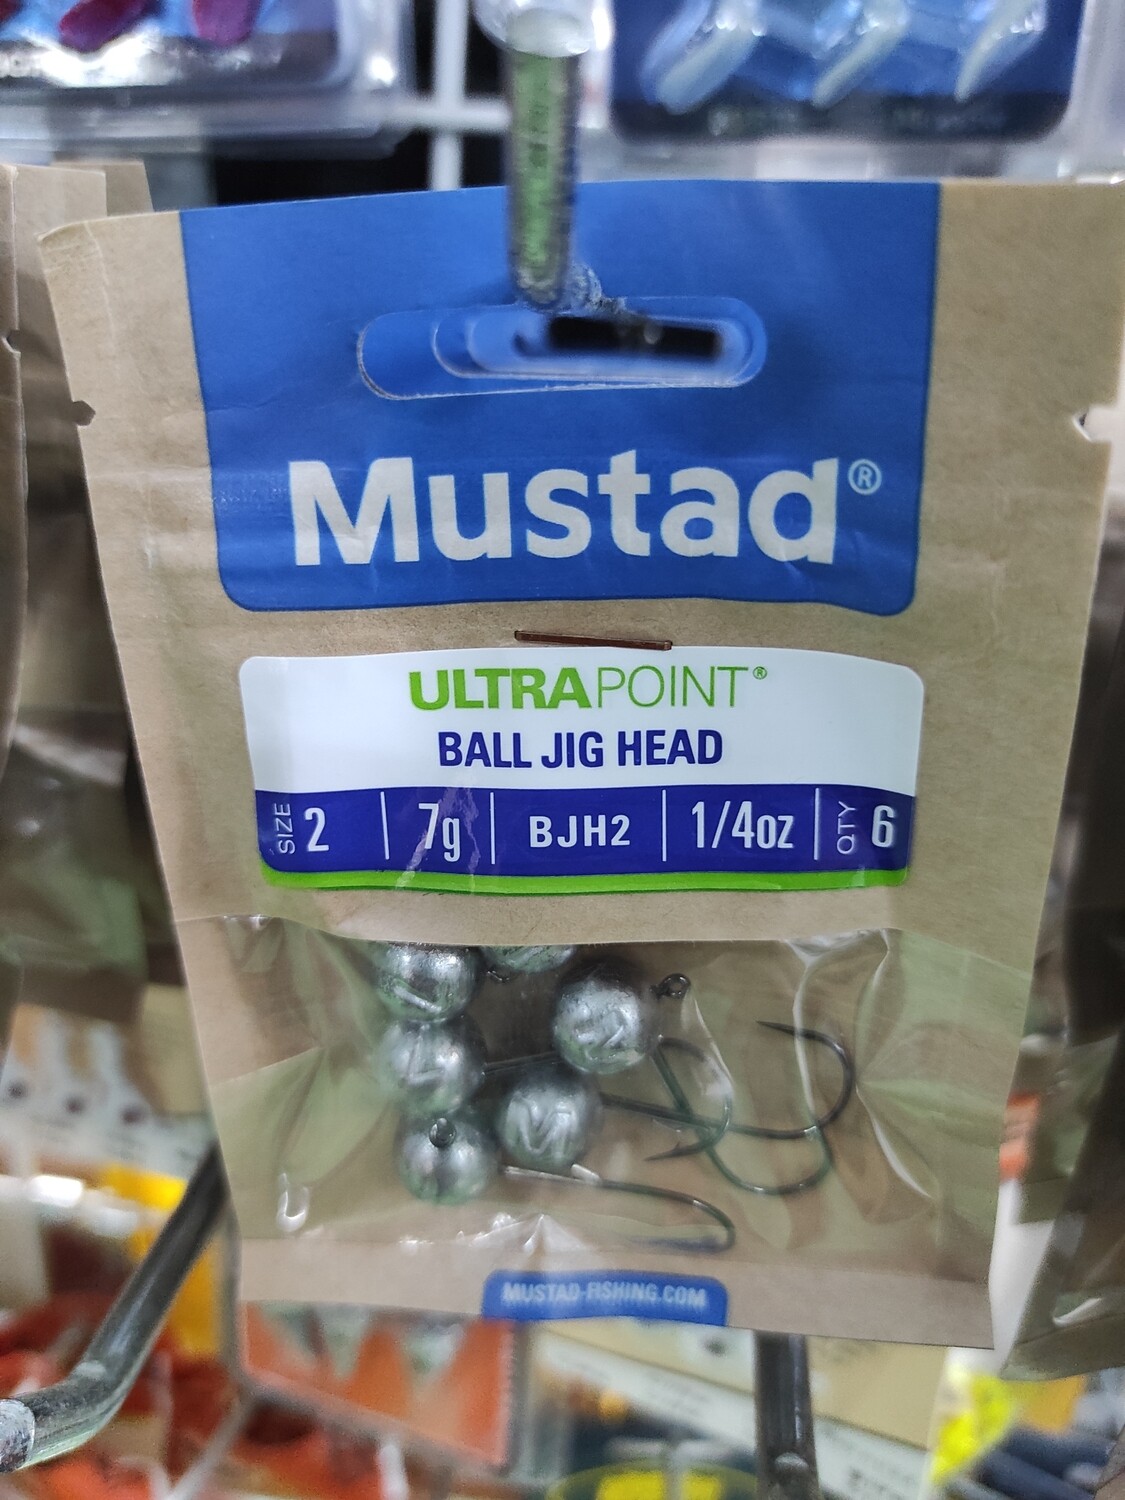 Mustad®
ULTRAPOINT®
BALL JIG HEAD
SIZE 2 | 7g | BJH2 | 1/4oz | QTY 6
MUSTAD-FISHING.COM